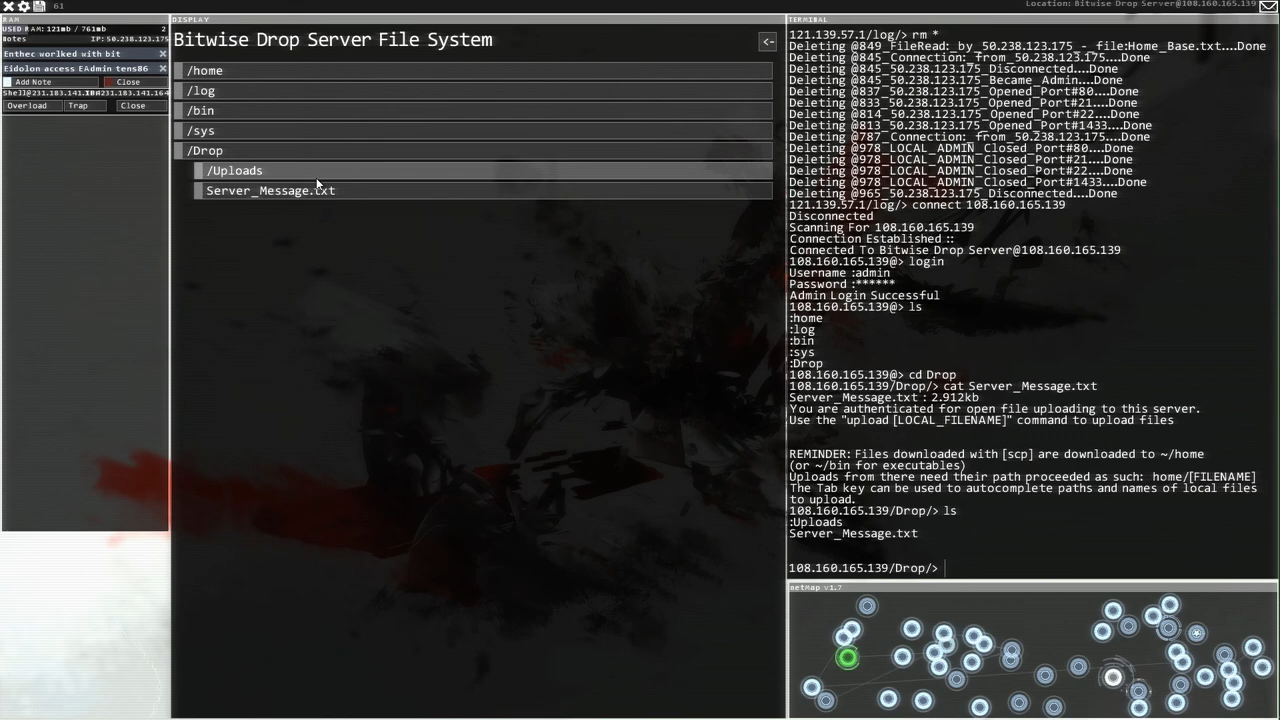 61
Location: Bitwise Drop Server@108.160.165.139
RAM
USED RAM: 121mb / 761mb 2
Notes IP: 50.238.123.175
Enthec worlked with bit
Eidolon access EAdmin tens86
Add Note Close
Overload Trap Close
DISPLAY
Bitwise Drop Server File System
<-
/home
/log
/bin
/sys
/Drop
/Uploads
Server_Message.txt
TERMINAL
121.139.57.1/log/> rm *
Deleting @849_FileRead:_by_50.238.123.175_-_file:Home_Base.txt....Done
Deleting @845_Connection:_from_50.238.123.175....Done
Deleting @845_50.238.123.175_Disconnected....Done
Deleting @845_50.238.123.175_Became_Admin....Done
Deleting @837_50.238.123.175_Opened_Port#80....Done
Deleting @833_50.238.123.175_Opened_Port#21....Done
Deleting @814_50.238.123.175_Opened_Port#22....Done
Deleting @813_50.238.123.175_Opened_Port#1433....Done
Deleting @787_Connection:_from_50.238.123.175....Done
Deleting @978_LOCAL_ADMIN_Closed_Port#80....Done
Deleting @978_LOCAL_ADMIN_Closed_Port#21....Done
Deleting @978_LOCAL_ADMIN_Closed_Port#22....Done
Deleting @978_LOCAL_ADMIN_Closed_Port#1433....Done
Deleting @965_50.238.123.175_Disconnected....Done
121.139.57.1/log/> connect 108.160.165.139
Disconnected
Scanning For 108.160.165.139
Connection Established ::
Connected To Bitwise Drop Server@108.160.165.139
108.160.165.139@> login
Username :admin
Password :******
Admin Login Successful
108.160.165.139@> ls
:home
:log
:bin
:sys
:Drop
108.160.165.139@> cd Drop
108.160.165.139/Drop/> cat Server_Message.txt
Server_Message.txt : 2.912kb
You are authenticated for open file uploading to this server.
Use the "upload [LOCAL_FILENAME]" command to upload files
REMINDER: Files downloaded with [scp] are downloaded to ~/home
(or ~/bin for executables)
Uploads from there need their path proceeded as such: home/[FILENAME]
The Tab key can be used to autocomplete paths and names of local files
to upload.
108.160.165.139/Drop/> ls
:Uploads
Server_Message.txt
108.160.165.139/Drop/>
netMap v1.7